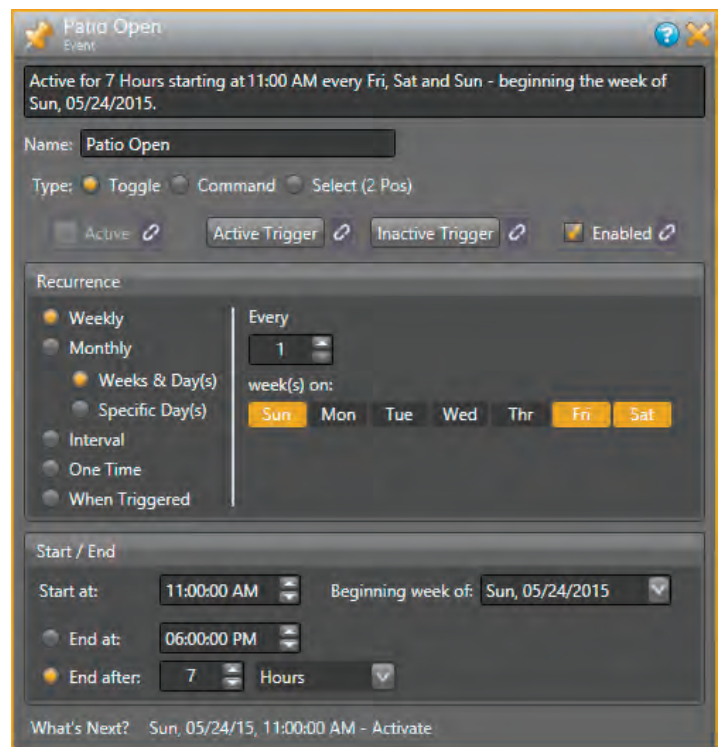 Patio Open
Event
Active for 7 Hours starting at 11:00 AM every Fri, Sat and Sun - beginning the week of
Sun, 05/24/2015.
Name: Patio Open
Type: Toggle Command Select (2 Pos)
Active Active Trigger Inactive Trigger Enabled
Recurrence
Weekly
Monthly
Weeks & Day(s)
Specific Day(s)
Interval
One Time
When Triggered
Every
1
week(s) on:
Sun Mon Tue Wed Thr Fri Sat
Start / End
Start at: 11:00:00 AM Beginning week of: Sun, 05/24/2015
End at: 06:00:00 PM
End after: 7 Hours
What's Next? Sun, 05/24/15, 11:00:00 AM - Activate